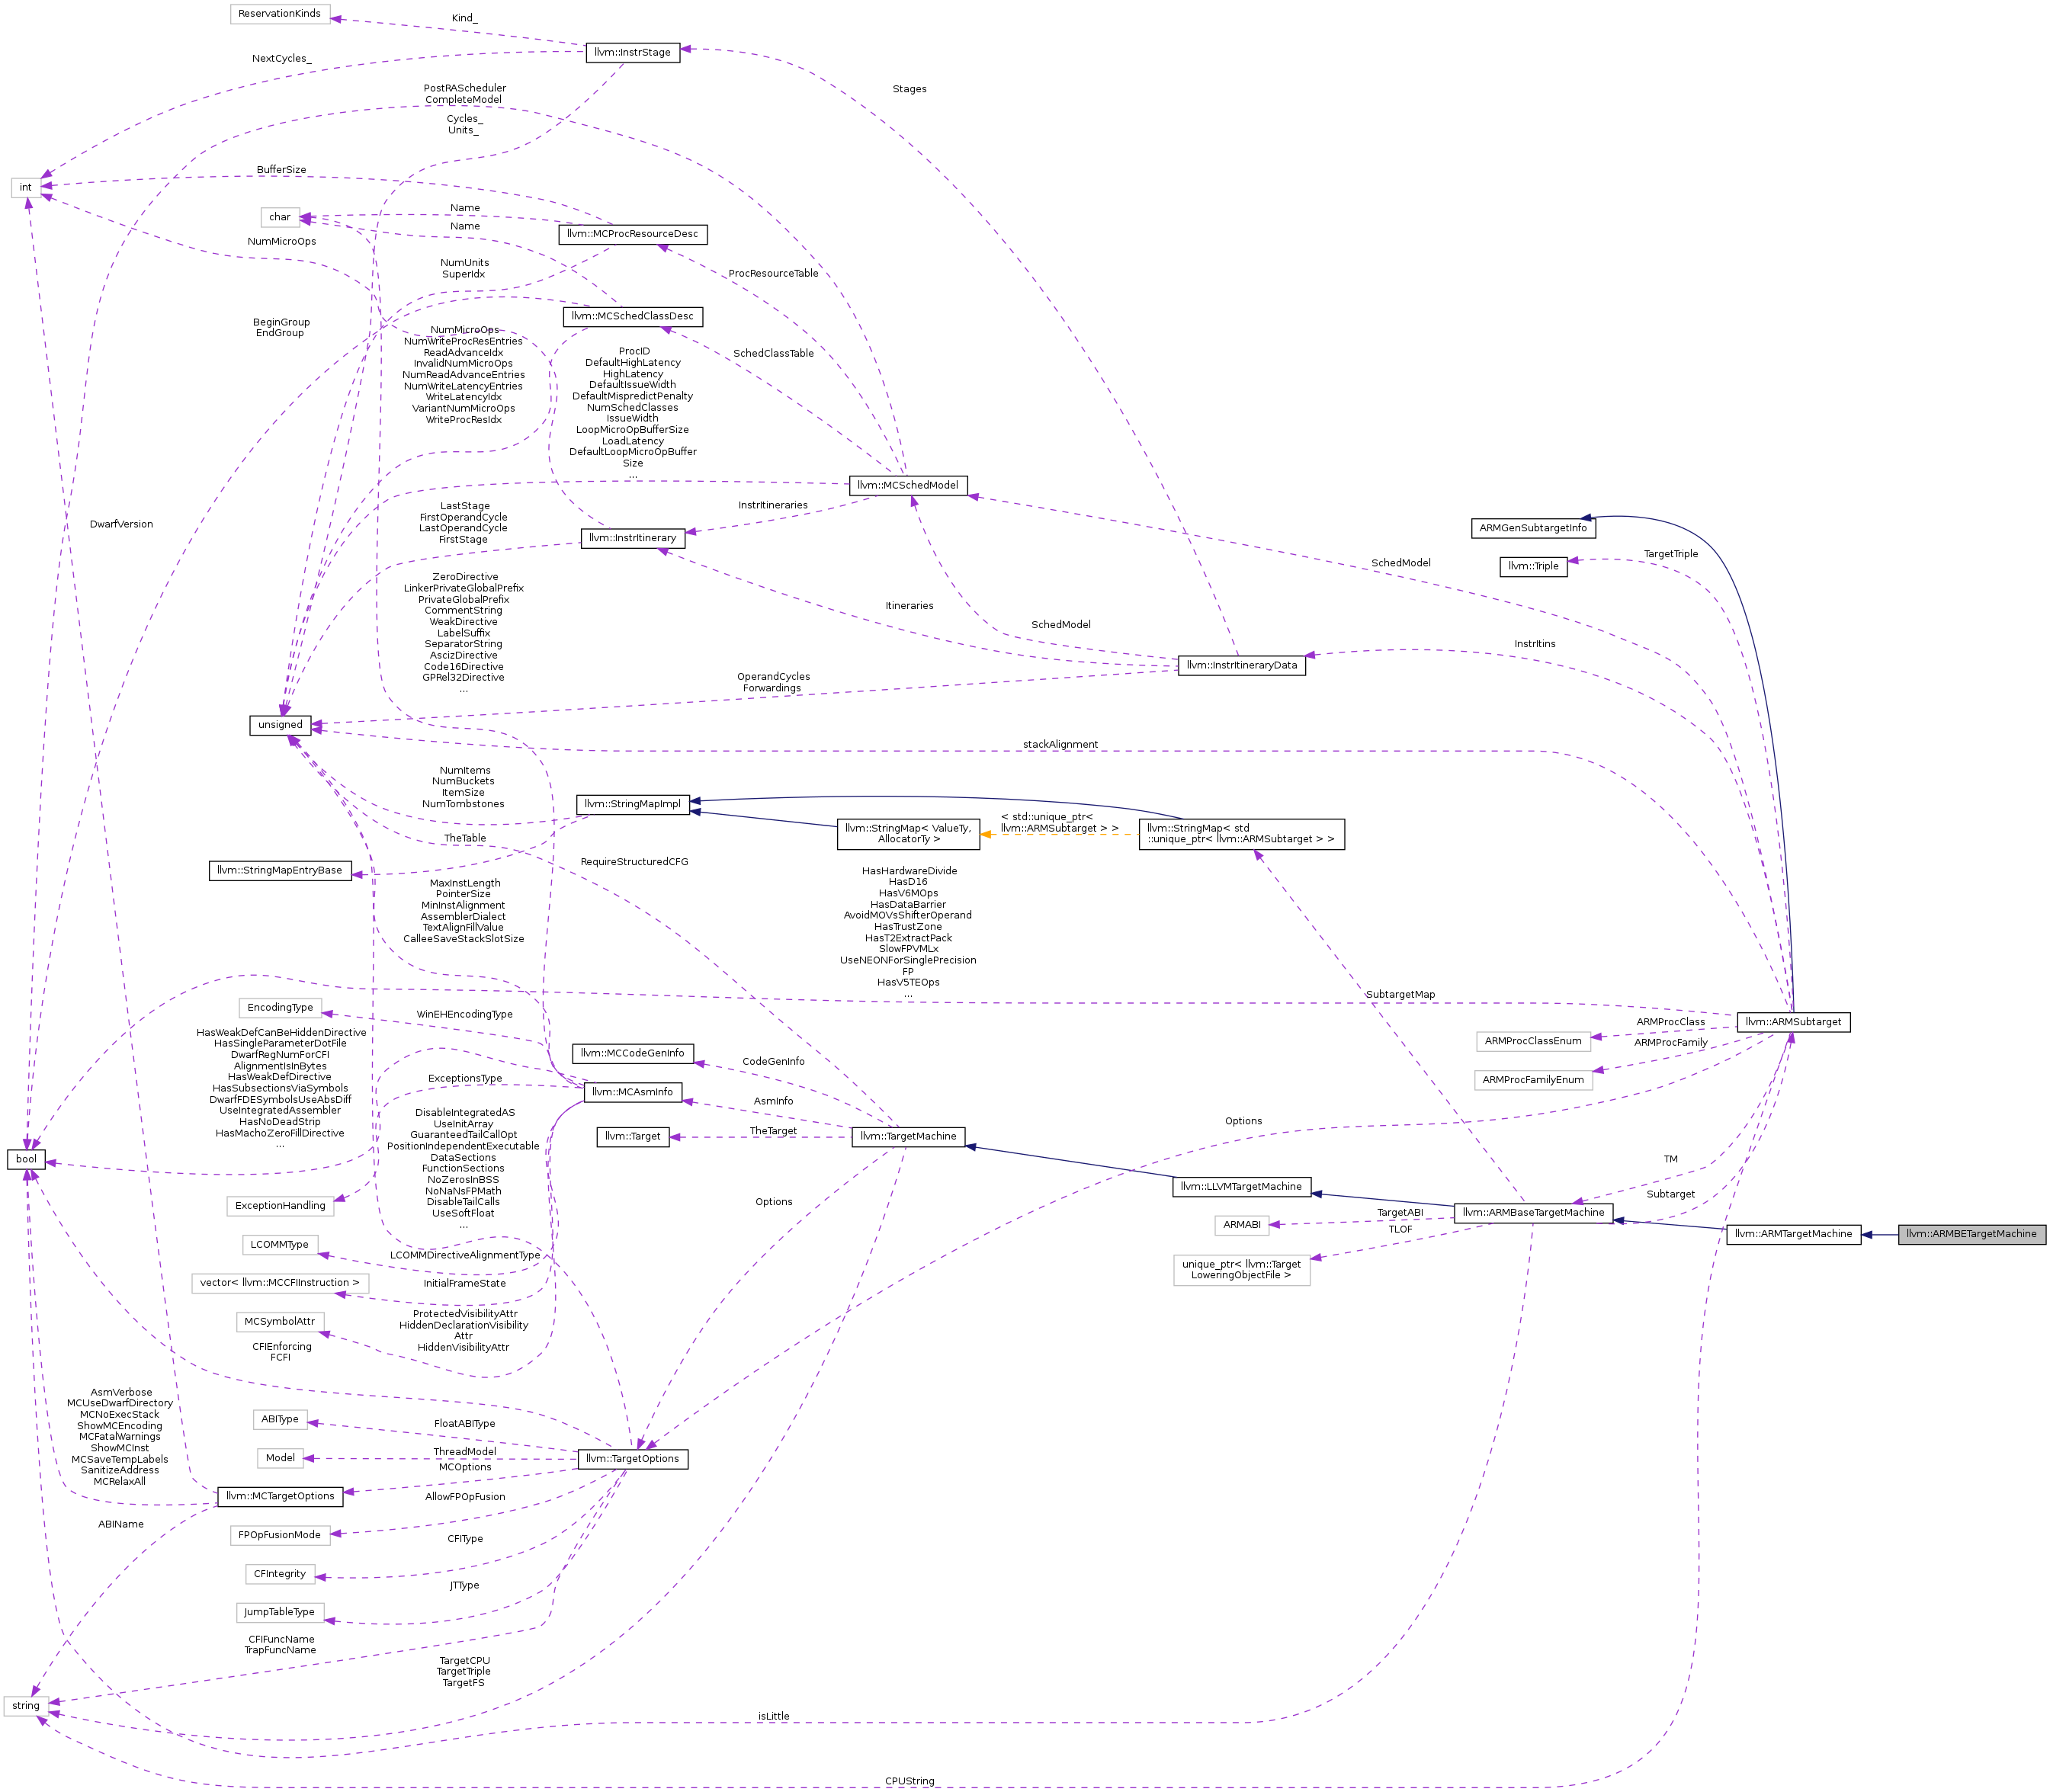 ReservationKinds
Kind_
llvm::InstrStage
NextCycles_
Stages
PostRAScheduler
CompleteModel
Cycles_
Units_
BufferSize
int
char
Name
Name
llvm::MCProcResourceDesc
NumMicroOps
NumUnits
SuperIdx
ProcResourceTable
llvm::MCSchedClassDesc
BeginGroup
EndGroup
NumMicroOps
NumWriteProcResEntries
ReadAdvanceIdx
InvalidNumMicroOps
NumReadAdvanceEntries
NumWriteLatencyEntries
WriteLatencyIdx
VariantNumMicroOps
WriteProcResIdx
ProcID
DefaultHighLatency
HighLatency
DefaultIssueWidth
DefaultMispredictPenalty
NumSchedClasses
IssueWidth
LoopMicroOpBufferSize
LoadLatency
DefaultLoopMicroOpBuffer
Size
...
SchedClassTable
llvm::MCSchedModel
InstrItineraries
DwarfVersion
LastStage
FirstOperandCycle
LastOperandCycle
FirstStage
llvm::InstrItinerary
ARMGenSubtargetInfo
TargetTriple
llvm::Triple
SchedModel
ZeroDirective
LinkerPrivateGlobalPrefix
PrivateGlobalPrefix
CommentString
WeakDirective
LabelSuffix
SeparatorString
AscizDirective
Code16Directive
GPRel32Directive
...
Itineraries
SchedModel
InstrItins
llvm::InstrItineraryData
OperandCycles
Forwardings
unsigned
stackAlignment
NumItems
NumBuckets
ItemSize
NumTombstones
llvm::StringMapImpl
TheTable
llvm::StringMap< ValueTy,
AllocatorTy >
< std::unique_ptr<
llvm::ARMSubtarget > >
llvm::StringMap< std
::unique_ptr< llvm::ARMSubtarget > >
llvm::StringMapEntryBase
RequireStructuredCFG
MaxInstLength
PointerSize
MinInstAlignment
AssemblerDialect
TextAlignFillValue
CalleeSaveStackSlotSize
HasHardwareDivide
HasD16
HasV6MOps
HasDataBarrier
AvoidMOVsShifterOperand
HasTrustZone
HasT2ExtractPack
SlowFPVMLx
UseNEONForSinglePrecision
FP
HasV5TEOps
...
SubtargetMap
EncodingType
WinEHEncodingType
llvm::ARMSubtarget
ARMProcClass
ARMProcClassEnum
ARMProcFamily
ARMProcFamilyEnum
HasWeakDefCanBeHiddenDirective
HasSingleParameterDotFile
DwarfRegNumForCFI
AlignmentIsInBytes
HasWeakDefDirective
HasSubsectionsViaSymbols
DwarfFDESymbolsUseAbsDiff
UseIntegratedAssembler
HasNoDeadStrip
HasMachoZeroFillDirective
...
llvm::MCCodeGenInfo
CodeGenInfo
ExceptionsType
llvm::MCAsmInfo
AsmInfo
llvm::Target
TheTarget
llvm::TargetMachine
Options
DisableIntegratedAS
UseInitArray
GuaranteedTailCallOpt
PositionIndependentExecutable
DataSections
FunctionSections
NoZerosInBSS
NoNaNsFPMath
DisableTailCalls
UseSoftFloat
...
bool
TM
Subtarget
llvm::LLVMTargetMachine
Options
ExceptionHandling
ARMABI
TargetABI
llvm::ARMBaseTargetMachine
TLOF
llvm::ARMTargetMachine
llvm::ARMBETargetMachine
LCOMMType
LCOMMDirectiveAlignmentType
unique_ptr< llvm::Target
LoweringObjectFile >
vector< llvm::MCCFIInstruction >
InitialFrameState
MCSymbolAttr
ProtectedVisibilityAttr
HiddenDeclarationVisibility
Attr
HiddenVisibilityAttr
CFIEnforcing
FCFI
AsmVerbose
MCUseDwarfDirectory
MCNoExecStack
ShowMCEncoding
MCFatalWarnings
ShowMCInst
MCSaveTempLabels
SanitizeAddress
MCRelaxAll
ABIType
FloatABIType
Model
ThreadModel
llvm::TargetOptions
MCOptions
llvm::MCTargetOptions
AllowFPOpFusion
ABIName
FPOpFusionMode
CFIType
CFIntegrity
JTType
JumpTableType
CFIFuncName
TrapFuncName
TargetCPU
TargetTriple
TargetFS
string
isLittle
CPUString